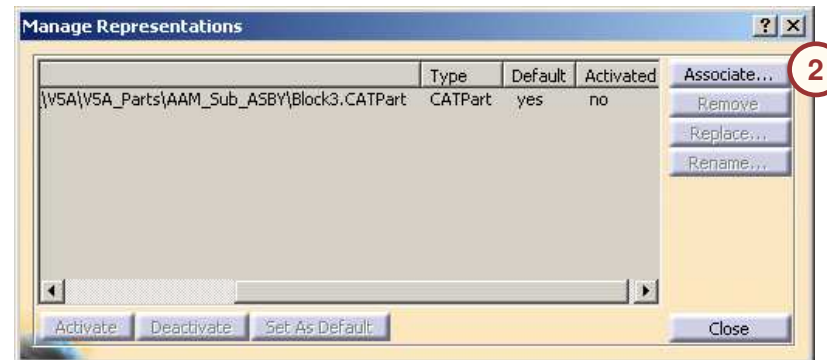 Manage Representations
Type Default Activated
\V5A\V5A_Parts\AAM_Sub_ASBY\Block3.CATPart CATPart yes no
Associate... 2
Remove
Replace...
Rename...
Activate Deactivate Set As Default Close